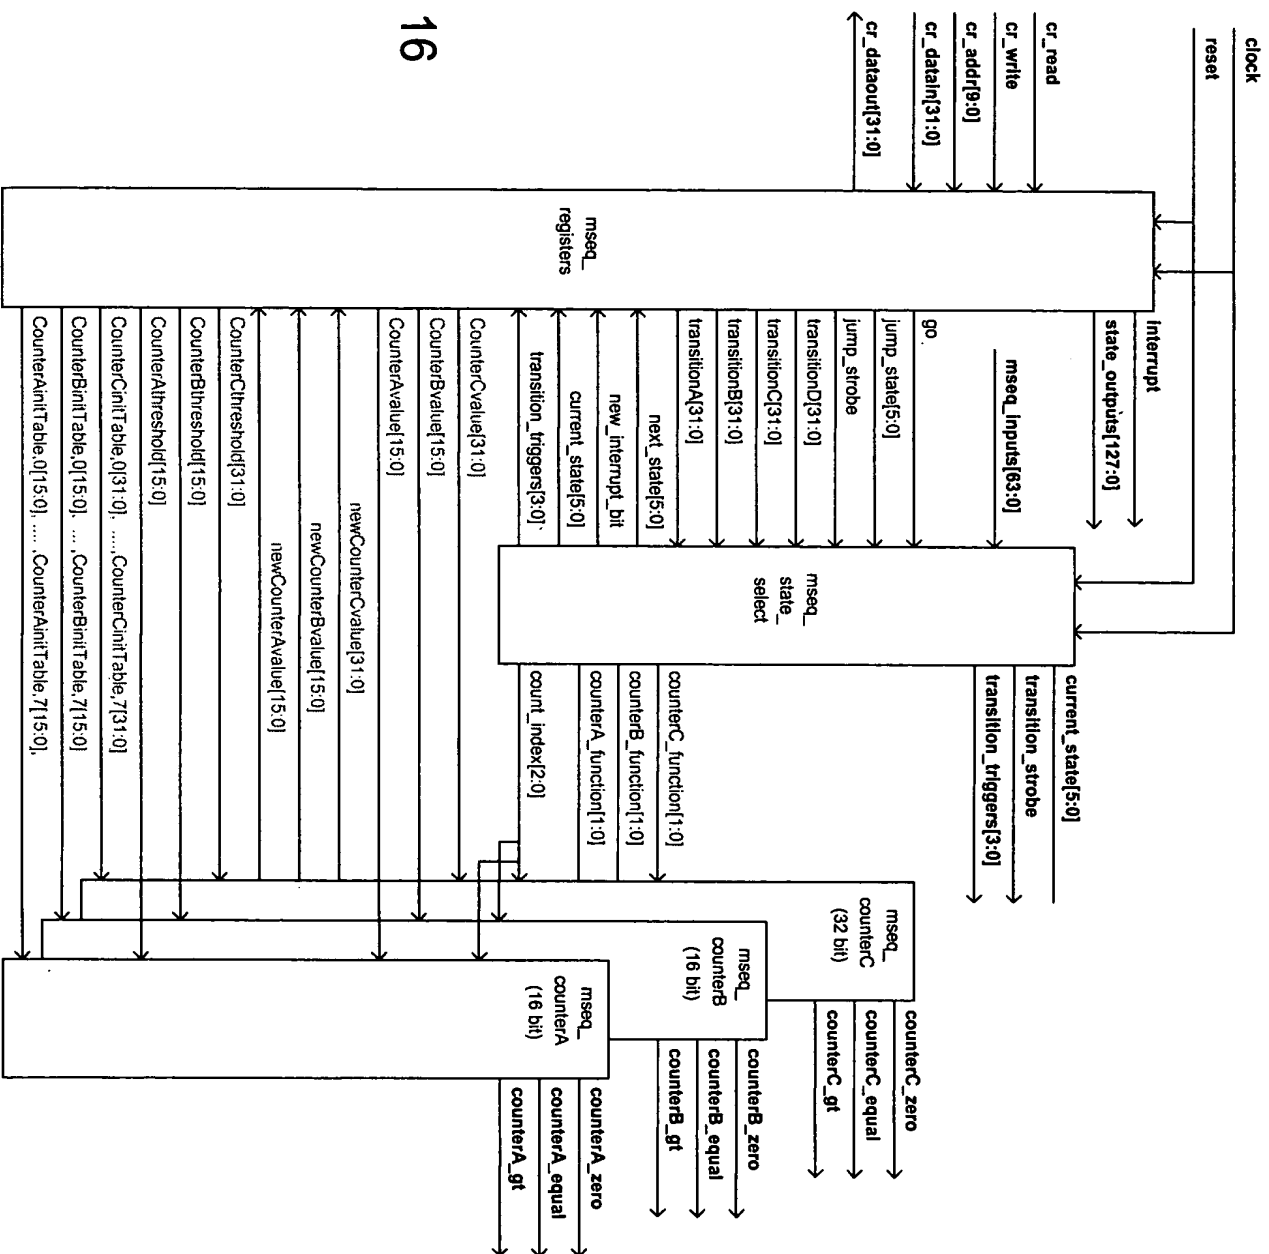 clock
reset
cr_read
cr_write
cr_addr[9:0]
cr_dataIn[31:0]
cr_dataout[31:0]
16
mseq_
registers
interrupt
state_outputs[127:0]
mseq_inputs[63:0]
go
jump_state[5:0]
jump_strobe
transitionD[31:0]
transitionC[31:0]
transitionB[31:0]
transitionA[31:0]
next_state[5:0]
new_interrupt_bit
current_state[5:0]
transition_triggers[3:0]
CounterCvalue[31:0]
CounterBvalue[15:0]
CounterAvalue[15:0]
newCounterCvalue[31:0]
newCounterBvalue[15:0]
newCounterAvalue[15:0]
CounterCthreshold[31:0]
CounterBthreshold[15:0]
CounterAthreshold[15:0]
CounterCinitTable,0[31:0]. ....,CounterCinitTable,7[31:0]
CounterBinitTable,0[15:0]. ... ,CounterBinitTable,7[15:0]
CounterAinitTable.0[15:0]. .... ,CounterAinitTable.7[15:0],
mseq_
state_
select
current_state[5:0]
transition_strobe
transition_triggers[3:0]
counterC_function[1:0]
counterB_function[1:0]
counterA_function[1:0]
count_index[2:0]
mseq_
counterC
(32 bit)
counterC_zero
counterC_equal
counterC_gt
mseq_
counterB
(16 bit)
counterB_zero
counterB_equal
counterB_gt
mseq_
counterA
(16 bit)
counterA_zero
counterA_equal
counterA_gt